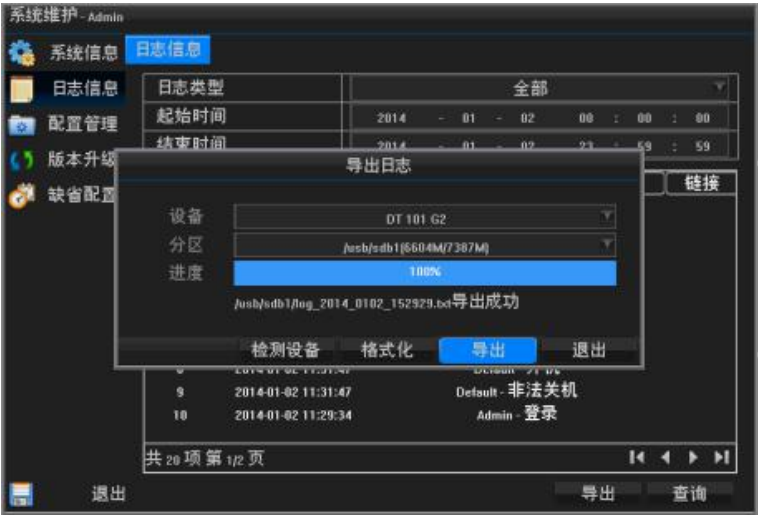 系统维护 - Admin
系统信息 日志信息
日志信息 日志类型 全部
配置管理 起始时间 2014 - 01 - 02 00 : 00 : 00
结束时间 2014 - 01 - 02 23 : 59 : 59
版本升级 导出日志
缺省配置 链接
设备 DT 101 G2
分区 /usb/sdb1(6604M/7387M)
进度 100%
/usb/sdb1/log_2014_0102_152929.txt导出成功
检测设备 格式化 导出 退出
9 2014-01-02 11:31:47 Default - 非法关机
10 2014-01-02 11:29:34 Admin - 登录
共 20 项 第 1/2 页
退出 导出 查询